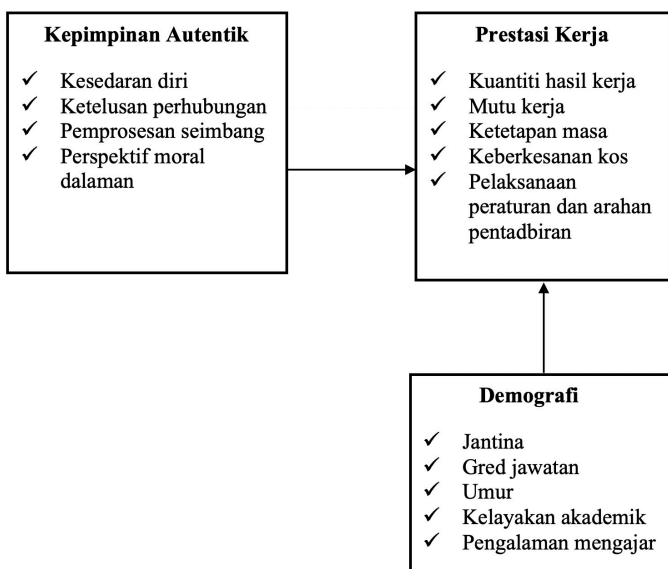 Kepimpinan Autentik
✓ Kesedaran diri
✓ Ketelusan perhubungan
✓ Pemprosesan seimbang
✓ Perspektif moral
dalaman
Prestasi Kerja
✓ Kuantiti hasil kerja
✓ Mutu kerja
✓ Ketetapan masa
✓ Keberkesanan kos
✓ Pelaksanaan
peraturan dan arahan
pentadbiran
Demografi
✓ Jantina
✓ Gred jawatan
✓ Umur
✓ Kelayakan akademik
✓ Pengalaman mengajar